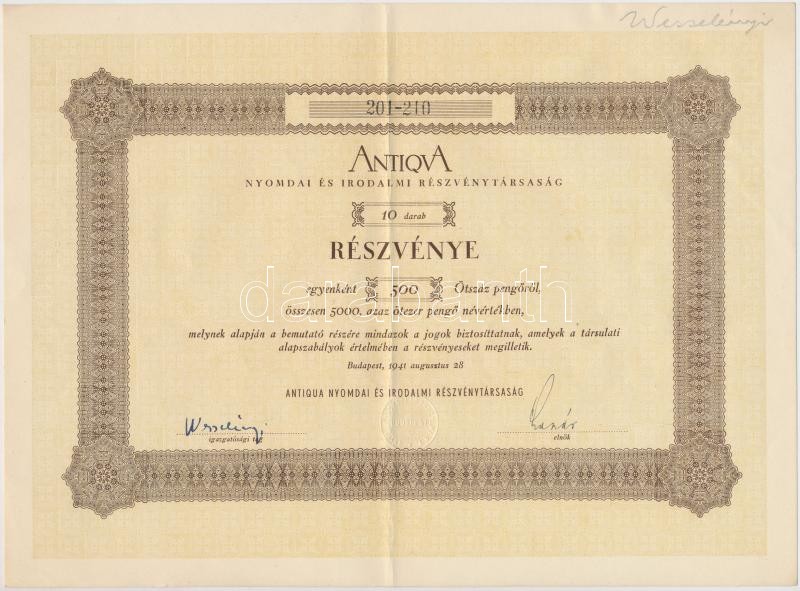 Wesselényi
201-210
ANTIQVA
NYOMDAI ÉS IRODALMI RÉSZVÉNYTÁRSASÁG
10 darab
RÉSZVÉNYE
egyenként 500 Ötszáz pengőről,
összesen 5000, azaz ötezer pengő névértékben,
melynek alapján a bemutató részére mindazok a jogok biztosíttatnak, amelyek a társulati
alapszabályok értelmében a részvényeseket megilletik.
Budapest, 1941 augusztus 28
ANTIQUA NYOMDAI ÉS IRODALMI RÉSZVÉNYTÁRSASÁG
Wesselényi
igazgatósági tag
elnök
darabanth